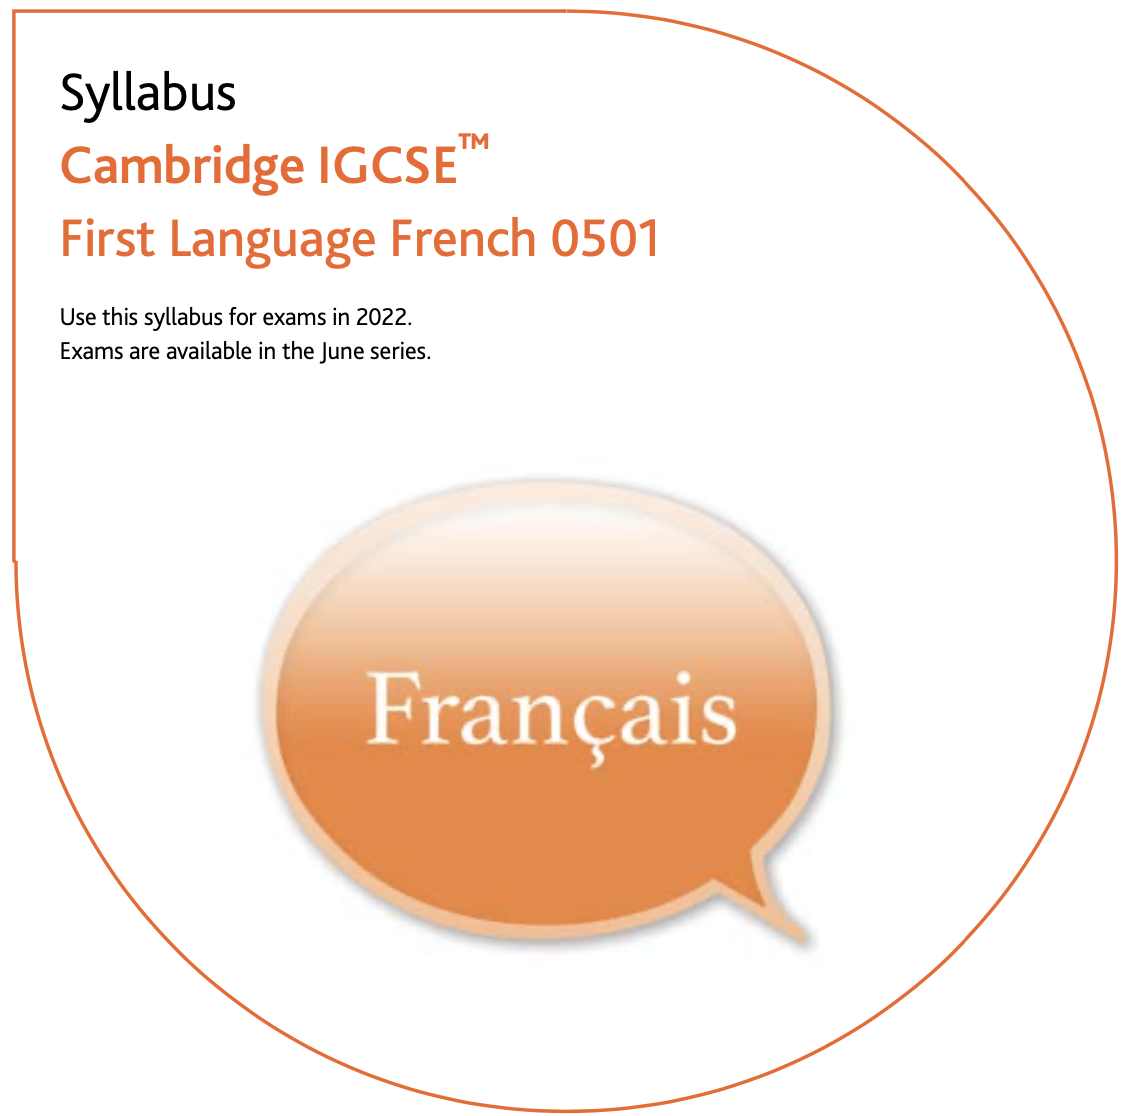 Syllabus
Cambridge IGCSE™
First Language French 0501
Use this syllabus for exams in 2022.
Exams are available in the June series.
Français